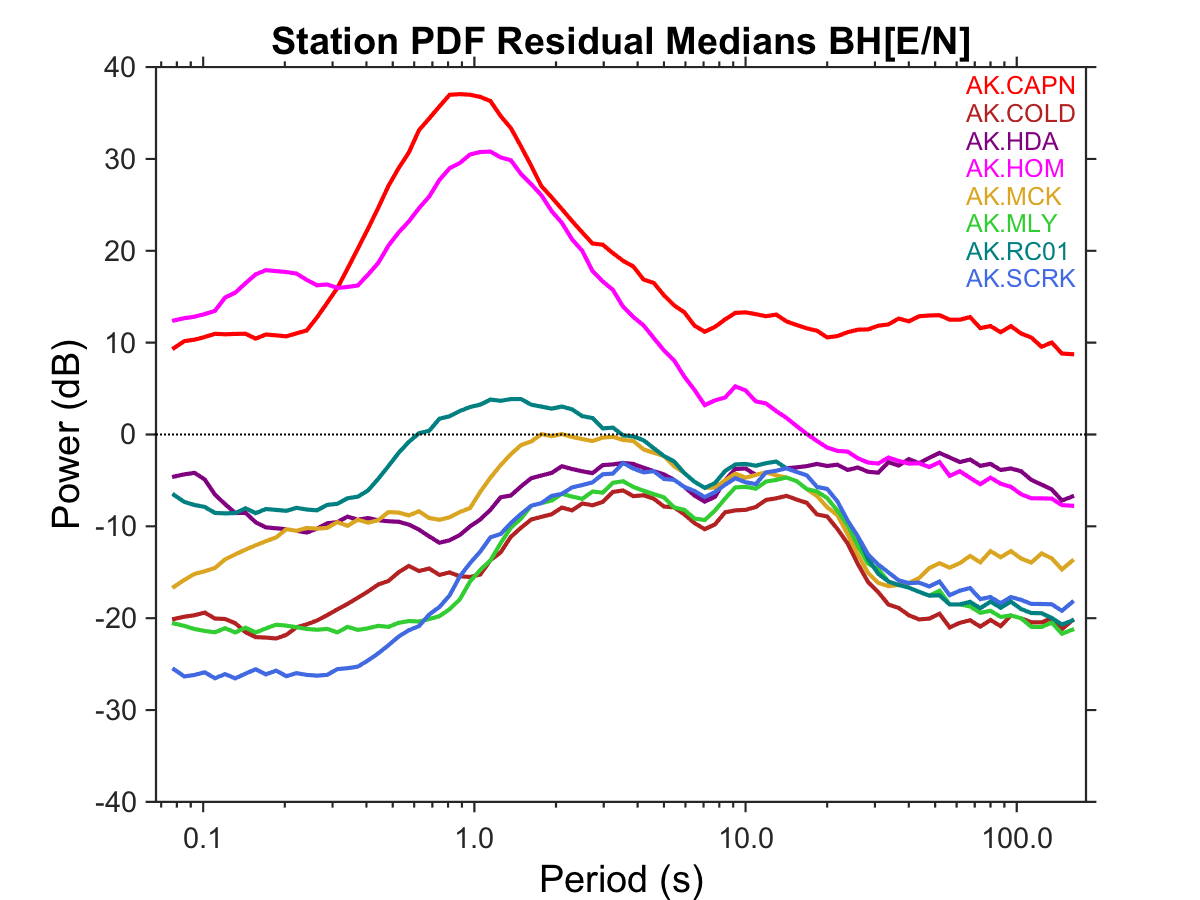 Station PDF Residual Medians BH[E/N]
40
30
20
10
0
-10
-20
-30
-40
Power (dB)
AK.CAPN
AK.COLD
AK.HDA
AK.HOM
AK.MCK
AK.MLY
AK.RC01
AK.SCRK
0.1 1.0 10.0 100.0
Period (s)